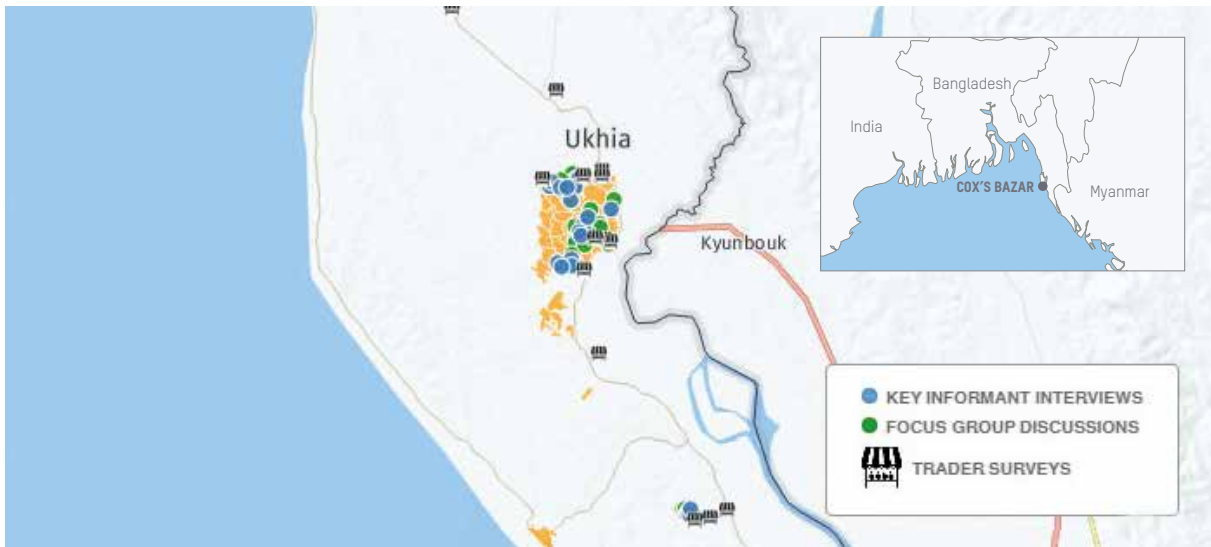 Ukhia
Kyunbouk
Bangladesh
India
COX'S BAZAR
Myanmar
KEY INFORMANT INTERVIEWS
FOCUS GROUP DISCUSSIONS
TRADER SURVEYS